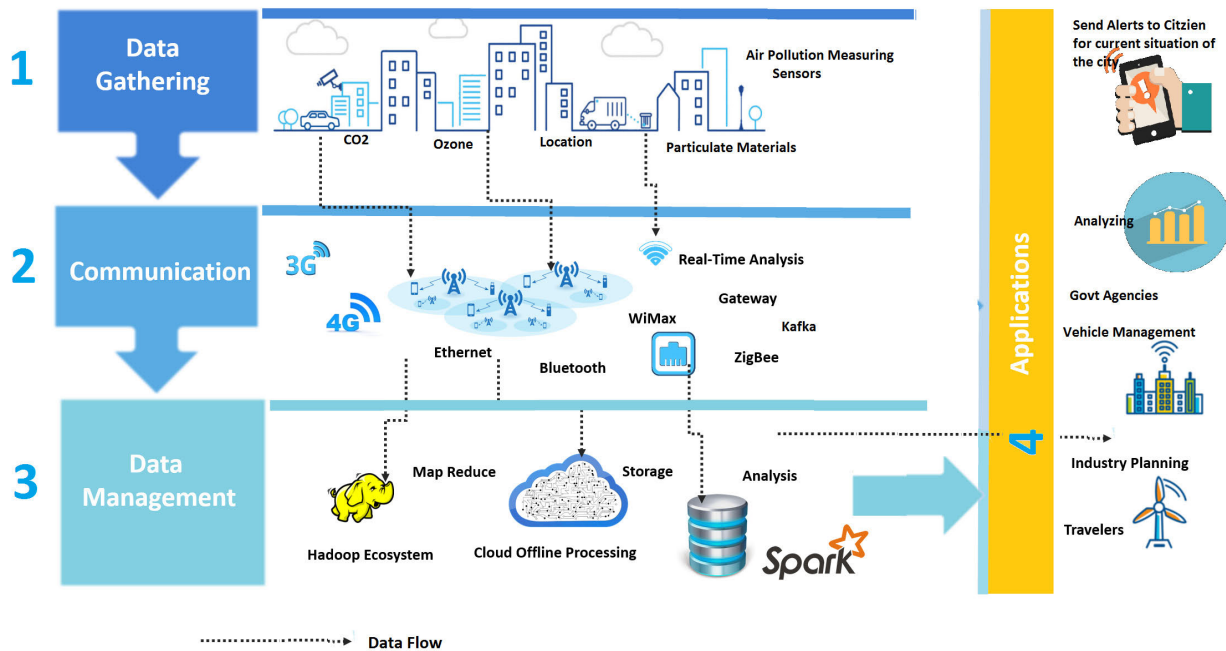 1
Data
Gathering
Air Pollution Measuring
Sensors
CO2
Ozone
Location
Particulate Materials
2
Communication
3G
4G
Real-Time Analysis
Gateway
WiMax
Kafka
Ethernet
Bluetooth
ZigBee
3
Data
Management
Map Reduce
Storage
Analysis
Hadoop Ecosystem
Cloud Offline Processing
Spark
Applications
4
Send Alerts to Citzien
for current situation of
the city
Analyzing
Govt Agencies
Vehicle Management
Industry Planning
Travelers
Data Flow